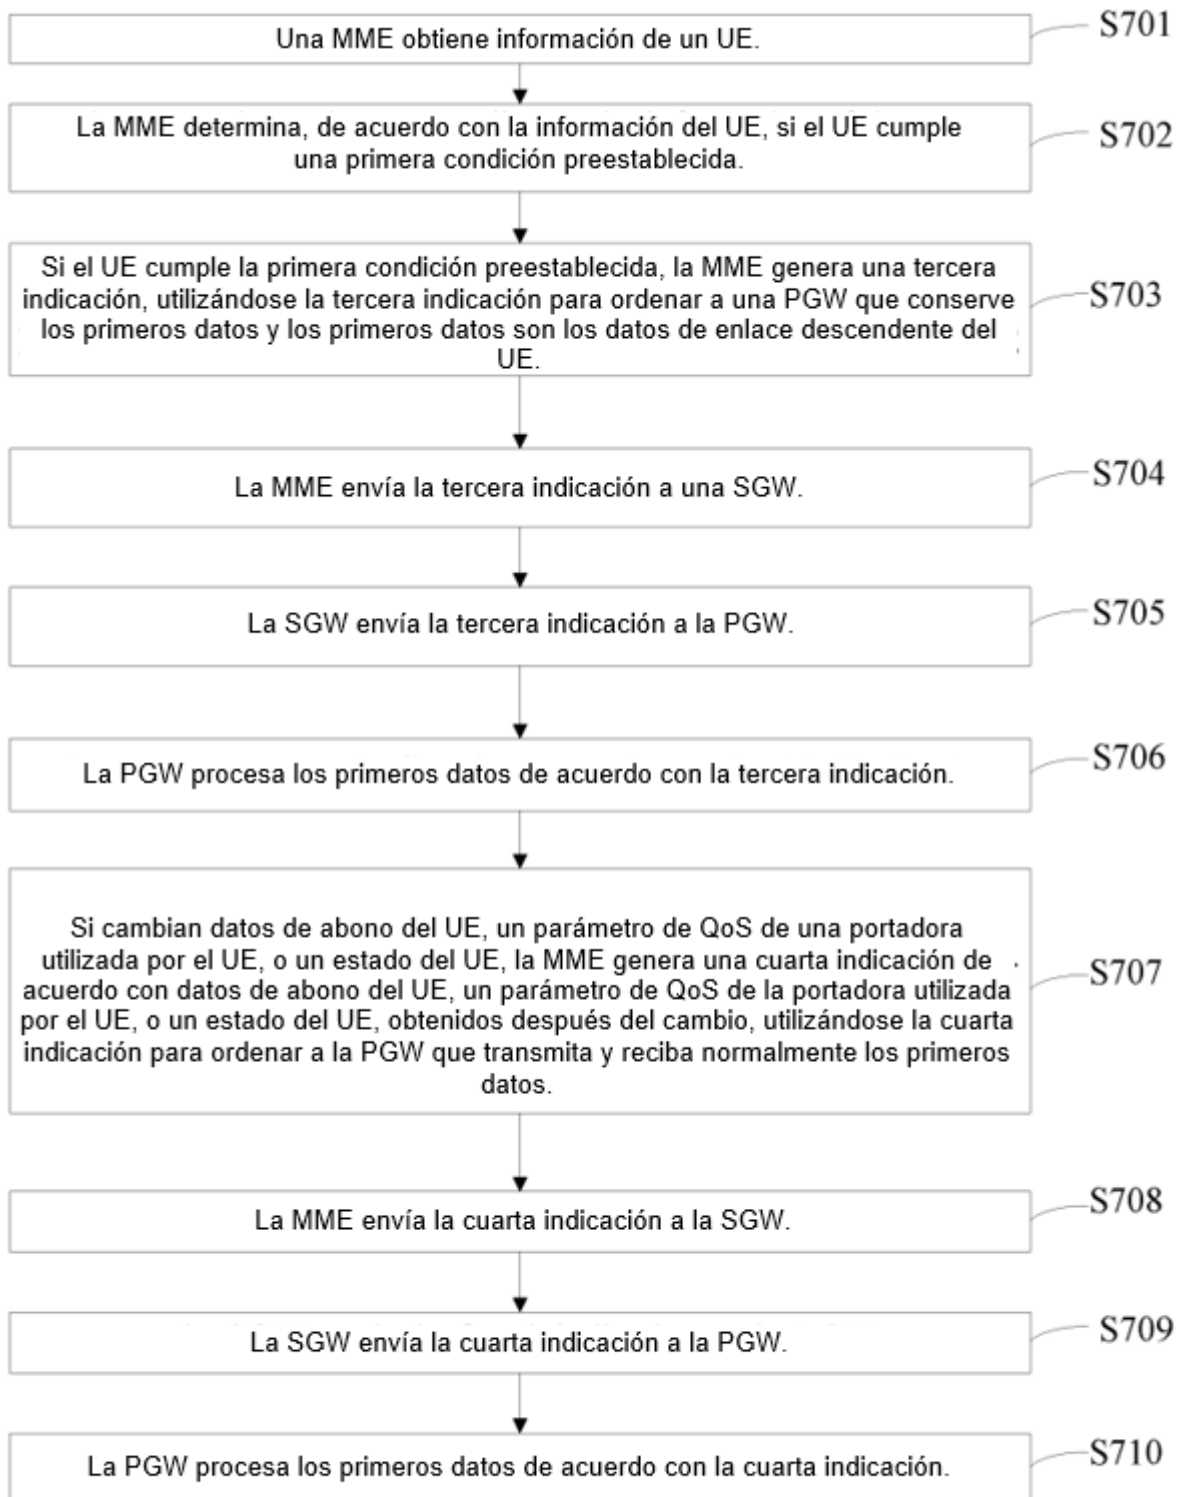 Una MME obtiene información de un UE.
S701
La MME determina, de acuerdo con la información del UE, si el UE cumple
una primera condición preestablecida.
S702
Si el UE cumple la primera condición preestablecida, la MME genera una tercera
indicación, utilizándose la tercera indicación para ordenar a una PGW que conserve
los primeros datos y los primeros datos son los datos de enlace descendente del
UE.
S703
La MME envía la tercera indicación a una SGW.
S704
La SGW envía la tercera indicación a la PGW.
S705
La PGW procesa los primeros datos de acuerdo con la tercera indicación.
S706
Si cambian datos de abono del UE, un parámetro de QoS de una portadora
utilizada por el UE, o un estado del UE, la MME genera una cuarta indicación de
acuerdo con datos de abono del UE, un parámetro de QoS de la portadora utilizada
por el UE, o un estado del UE, obtenidos después del cambio, utilizándose la cuarta
indicación para ordenar a la PGW que transmita y reciba normalmente los primeros
datos.
S707
La MME envía la cuarta indicación a la SGW.
S708
La SGW envía la cuarta indicación a la PGW.
S709
La PGW procesa los primeros datos de acuerdo con la cuarta indicación.
S710